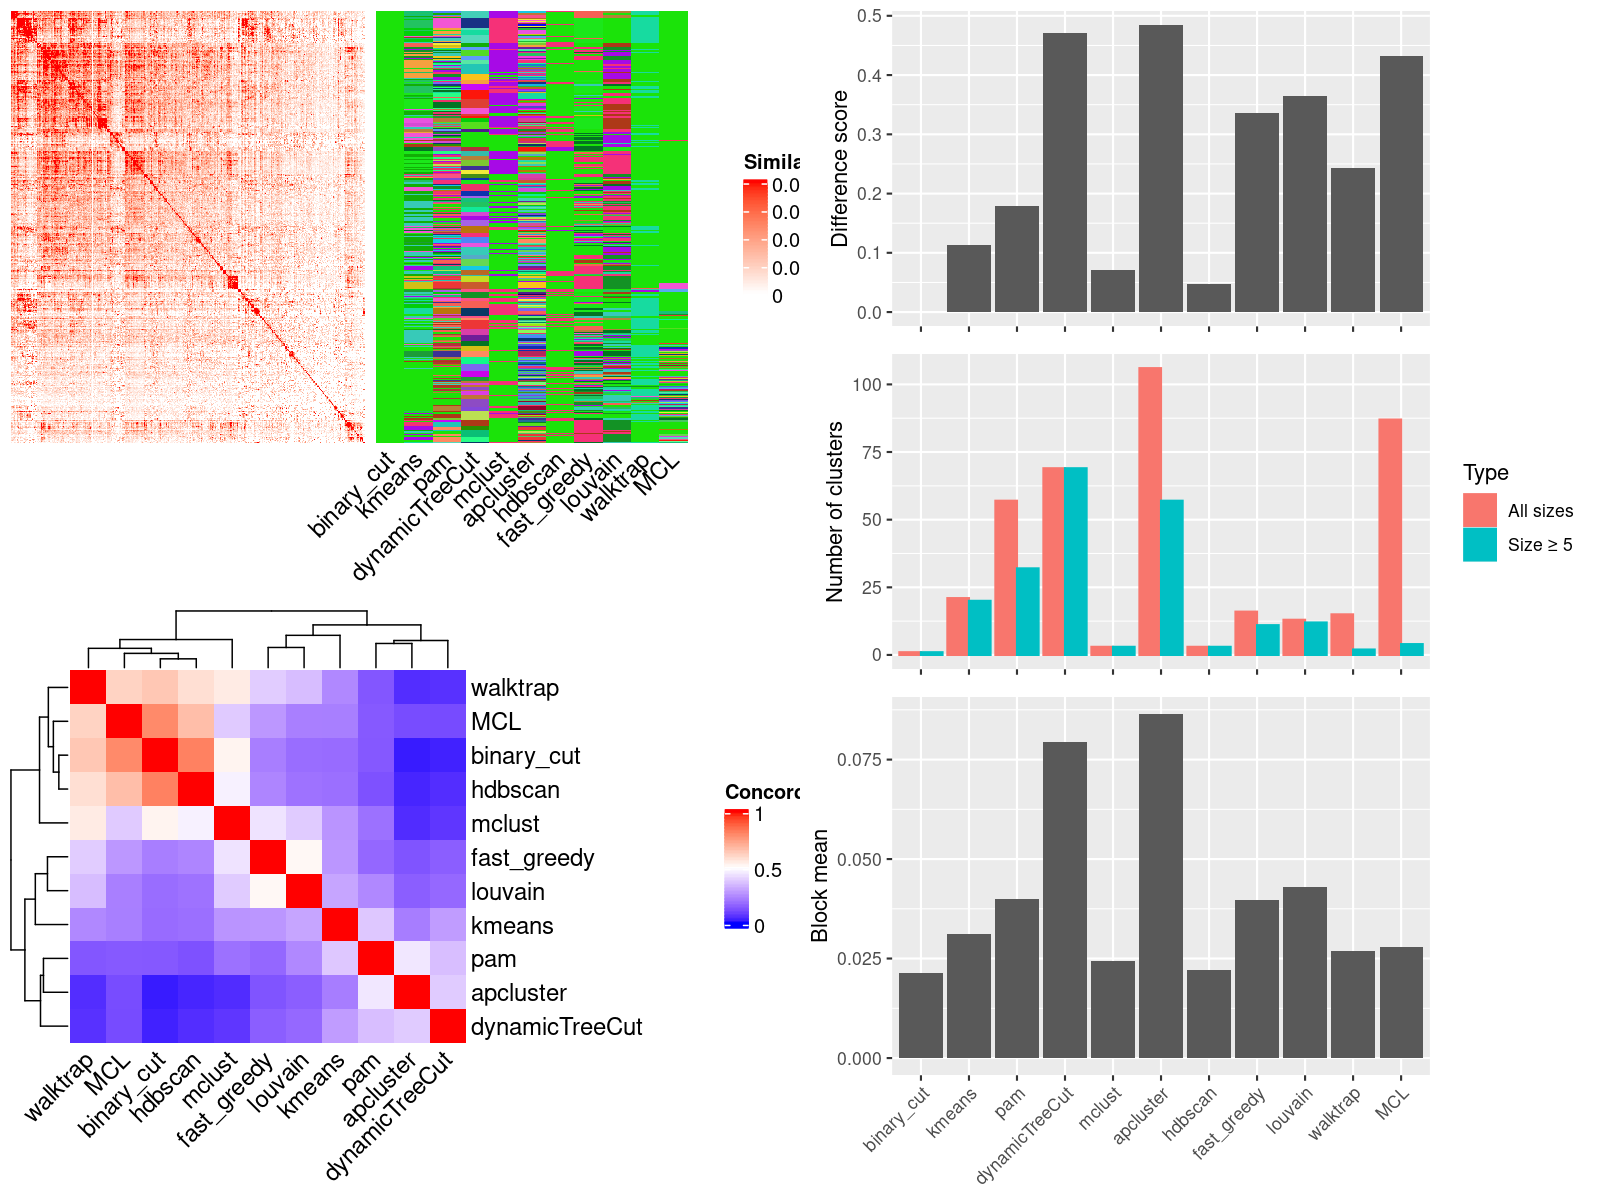 Simila
0.0
0.0
0.0
0.0
0
binary_cut
kmeans
pam
dynamicTreeCut
mclust
apcluster
hdbscan
fast_greedy
louvain
walktrap
MCL
walktrap
MCL
binary_cut
hdbscan
mclust
fast_greedy
louvain
kmeans
pam
apcluster
dynamicTreeCut
Concord
1
0.5
0
walktrap
MCL
binary_cut
hdbscan
mclust
fast_greedy
louvain
kmeans
pam
apcluster
dynamicTreeCut
Difference score
0.5
0.4
0.3
0.2
0.1
0.0
Number of clusters
100
75
50
25
0
Type
All sizes
Size ≥ 5
Block mean
0.075
0.050
0.025
0.000
binary_cut
kmeans
pam
dynamicTreeCut
mclust
apcluster
hdbscan
fast_greedy
louvain
walktrap
MCL